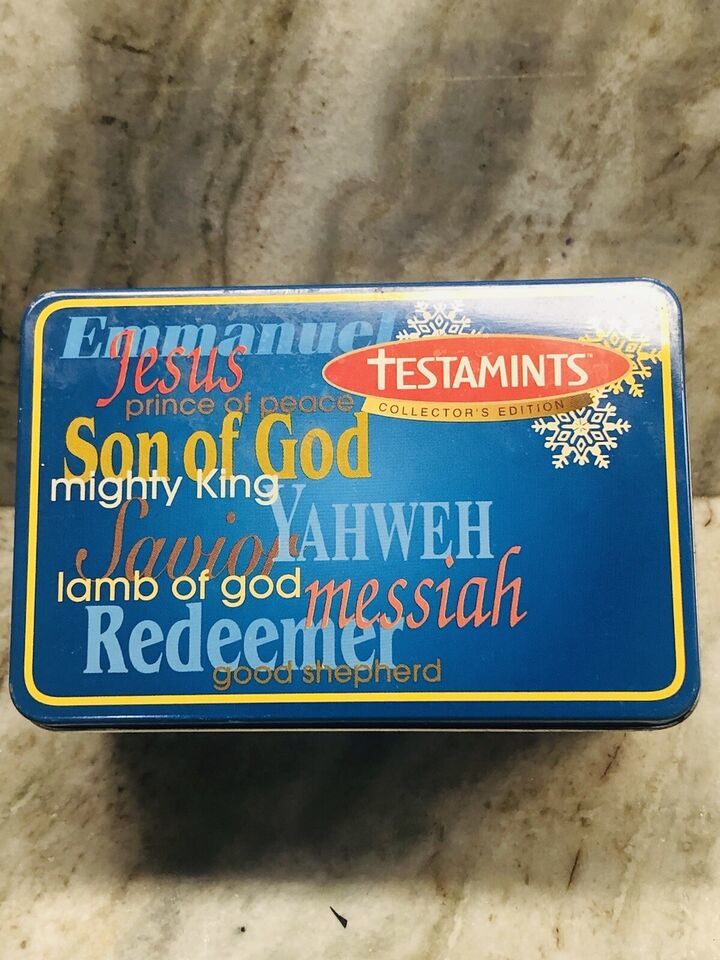 Emmanuel
Jesus
prince of peace
Son of God
mighty King
Savior
YAHWEH
lamb of god
messiah
Redeemer
good shepherd
TESTAMINTS™
COLLECTOR'S EDITION